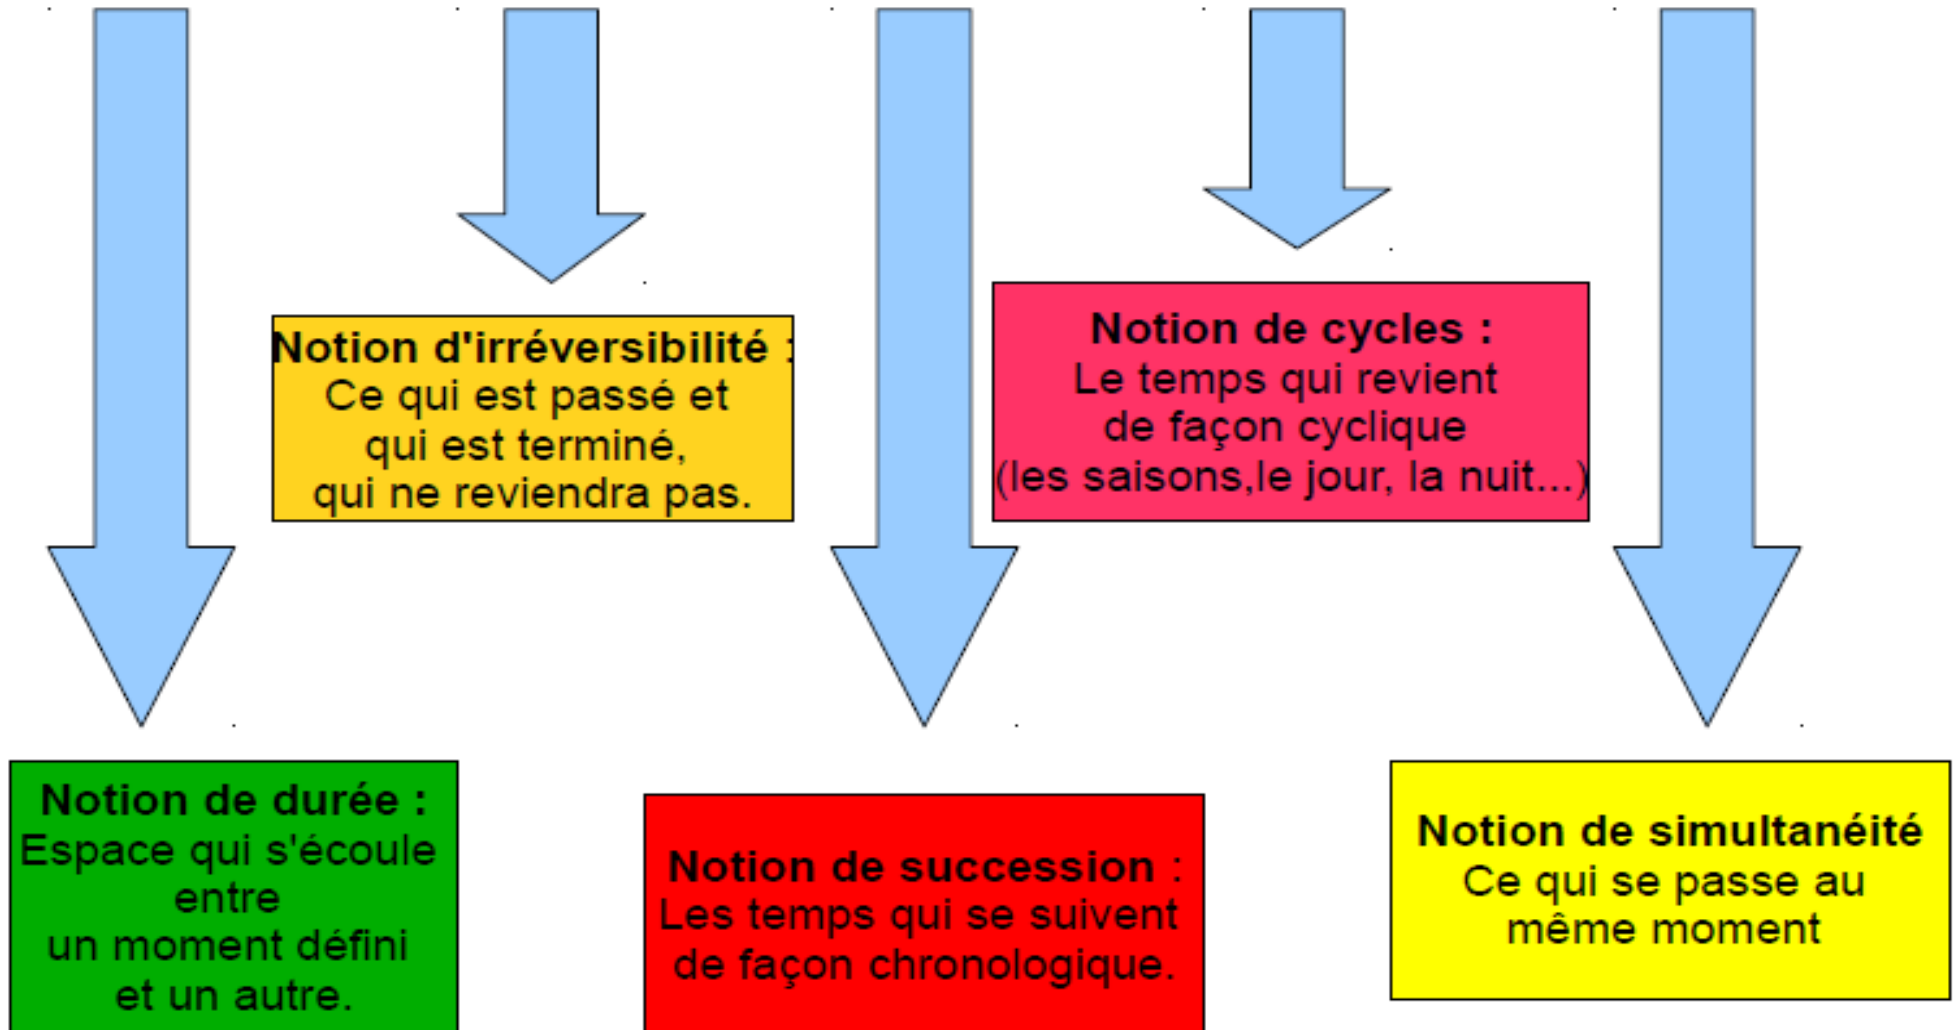 Notion d'irréversibilité :
Ce qui est passé et
qui est terminé,
qui ne reviendra pas.
Notion de cycles :
Le temps qui revient
de façon cyclique
(les saisons,le jour, la nuit...)
Notion de durée :
Espace qui s'écoule
entre
un moment défini
et un autre.
Notion de succession :
Les temps qui se suivent
de façon chronologique.
Notion de simultanéité
Ce qui se passe au
même moment